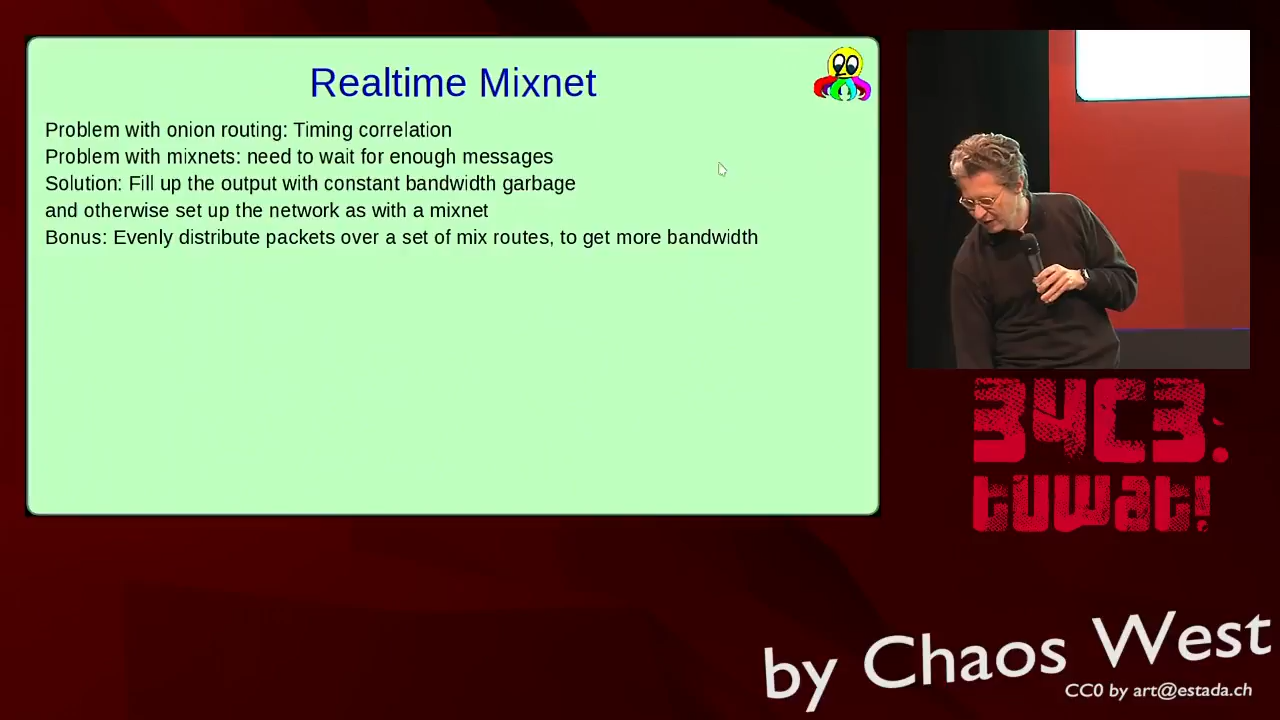 Realtime Mixnet
Problem with onion routing: Timing correlation
Problem with mixnets: need to wait for enough messages
Solution: Fill up the output with constant bandwidth garbage
and otherwise set up the network as with a mixnet
Bonus: Evenly distribute packets over a set of mix routes, to get more bandwidth
34C3.
tuwat!
by Chaos West
CC0 by art@estada.ch